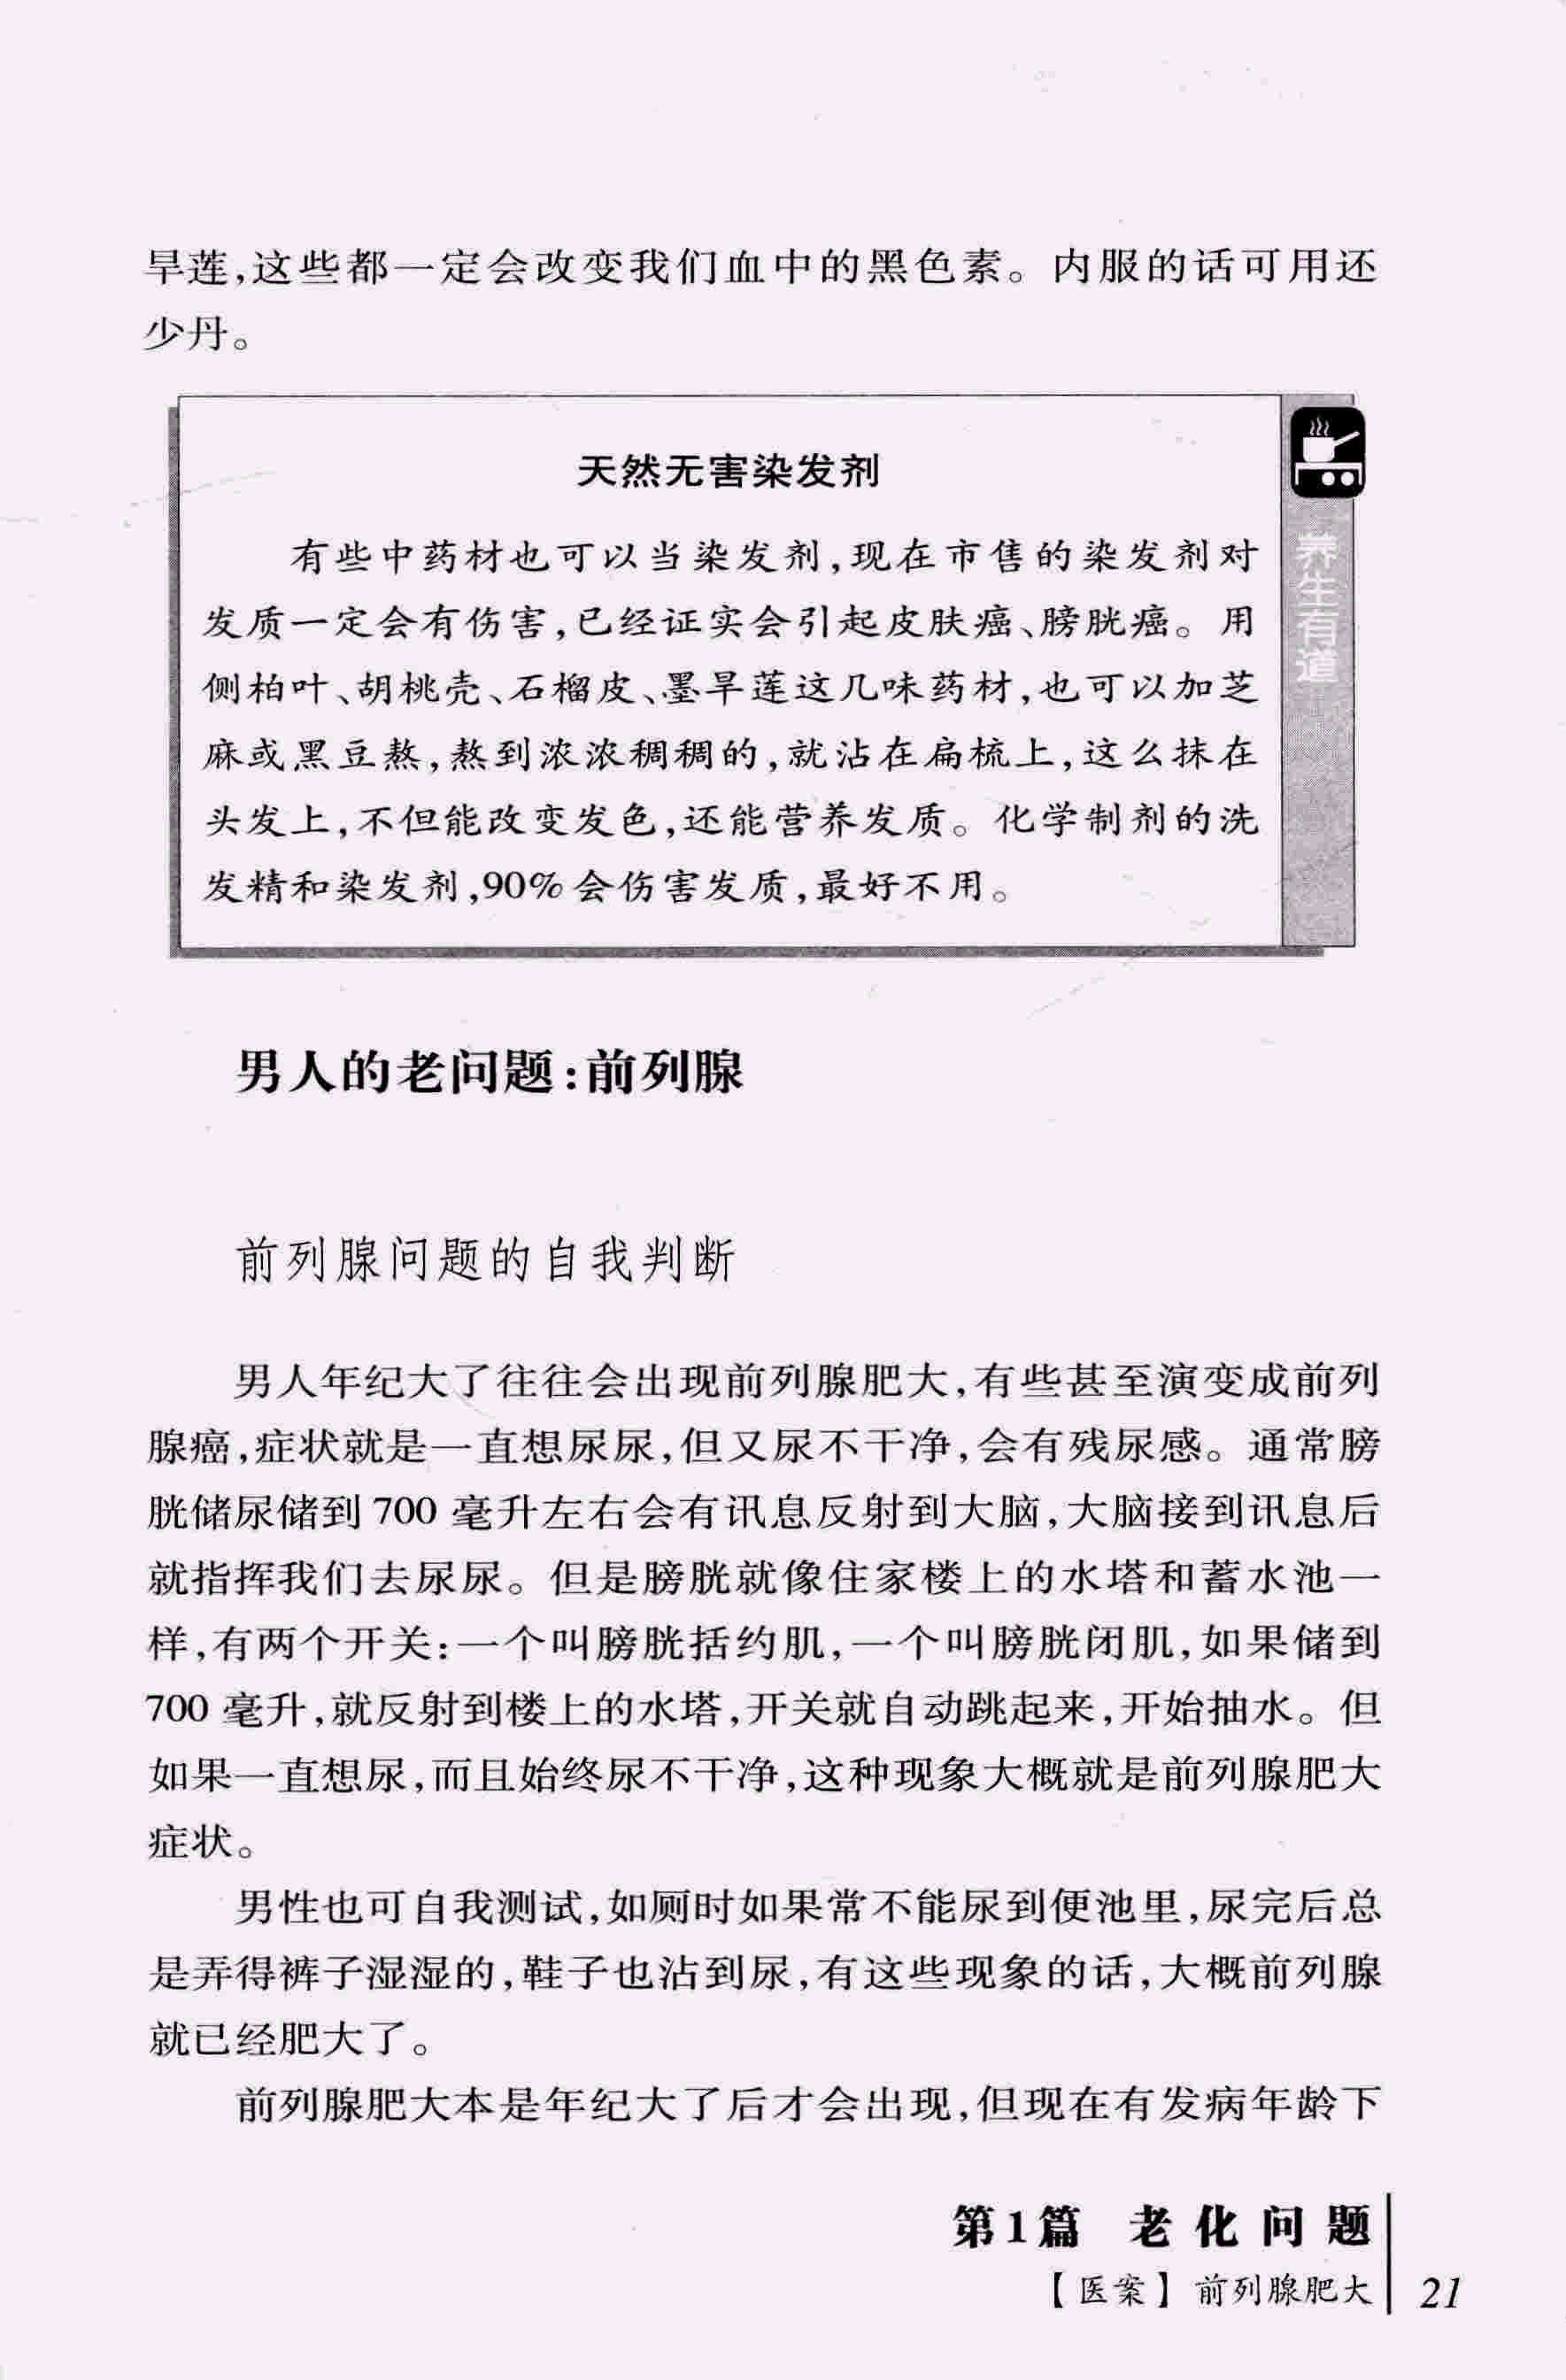 旱莲,这些都一定会改变我们血中的黑色素。内服的话可用还
少丹。
天然无害染发剂
有些中药材也可以当染发剂,现在市售的染发剂对
发质一定会有伤害,已经证实会引起皮肤癌、膀胱癌。用
侧柏叶、胡桃壳、石榴皮、墨旱莲这几味药材,也可以加芝
麻或黑豆熬,熬到浓浓稠稠的,就沾在扁梳上,这么抹在
头发上,不但能改变发色,还能营养发质。化学制剂的洗
发精和染发剂,90%会伤害发质,最好不用。
养生有道
男人的老问题:前列腺
前列腺问题的自我判断
男人年纪大了往往会出现前列腺肥大,有些甚至演变成前列
腺癌,症状就是一直想尿尿,但又尿不干净,会有残尿感。通常膀
胱储尿储到 700 毫升左右会有讯息反射到大脑,大脑接到讯息后
就指挥我们去尿尿。但是膀胱就像住家楼上的水塔和蓄水池一
样,有两个开关:一个叫膀胱括约肌,一个叫膀胱闭肌,如果储到
700 毫升,就反射到楼上的水塔,开关就自动跳起来,开始抽水。但
如果一直想尿,而且始终尿不干净,这种现象大概就是前列腺肥大
症状。
男性也可自我测试,如厕时如果常不能尿到便池里,尿完后总
是弄得裤子湿湿的,鞋子也沾到尿,有这些现象的话,大概前列腺
就已经肥大了。
前列腺肥大本是年纪大了后才会出现,但现在有发病年龄下
第1篇 老化问题
【医案】前列腺肥大 21